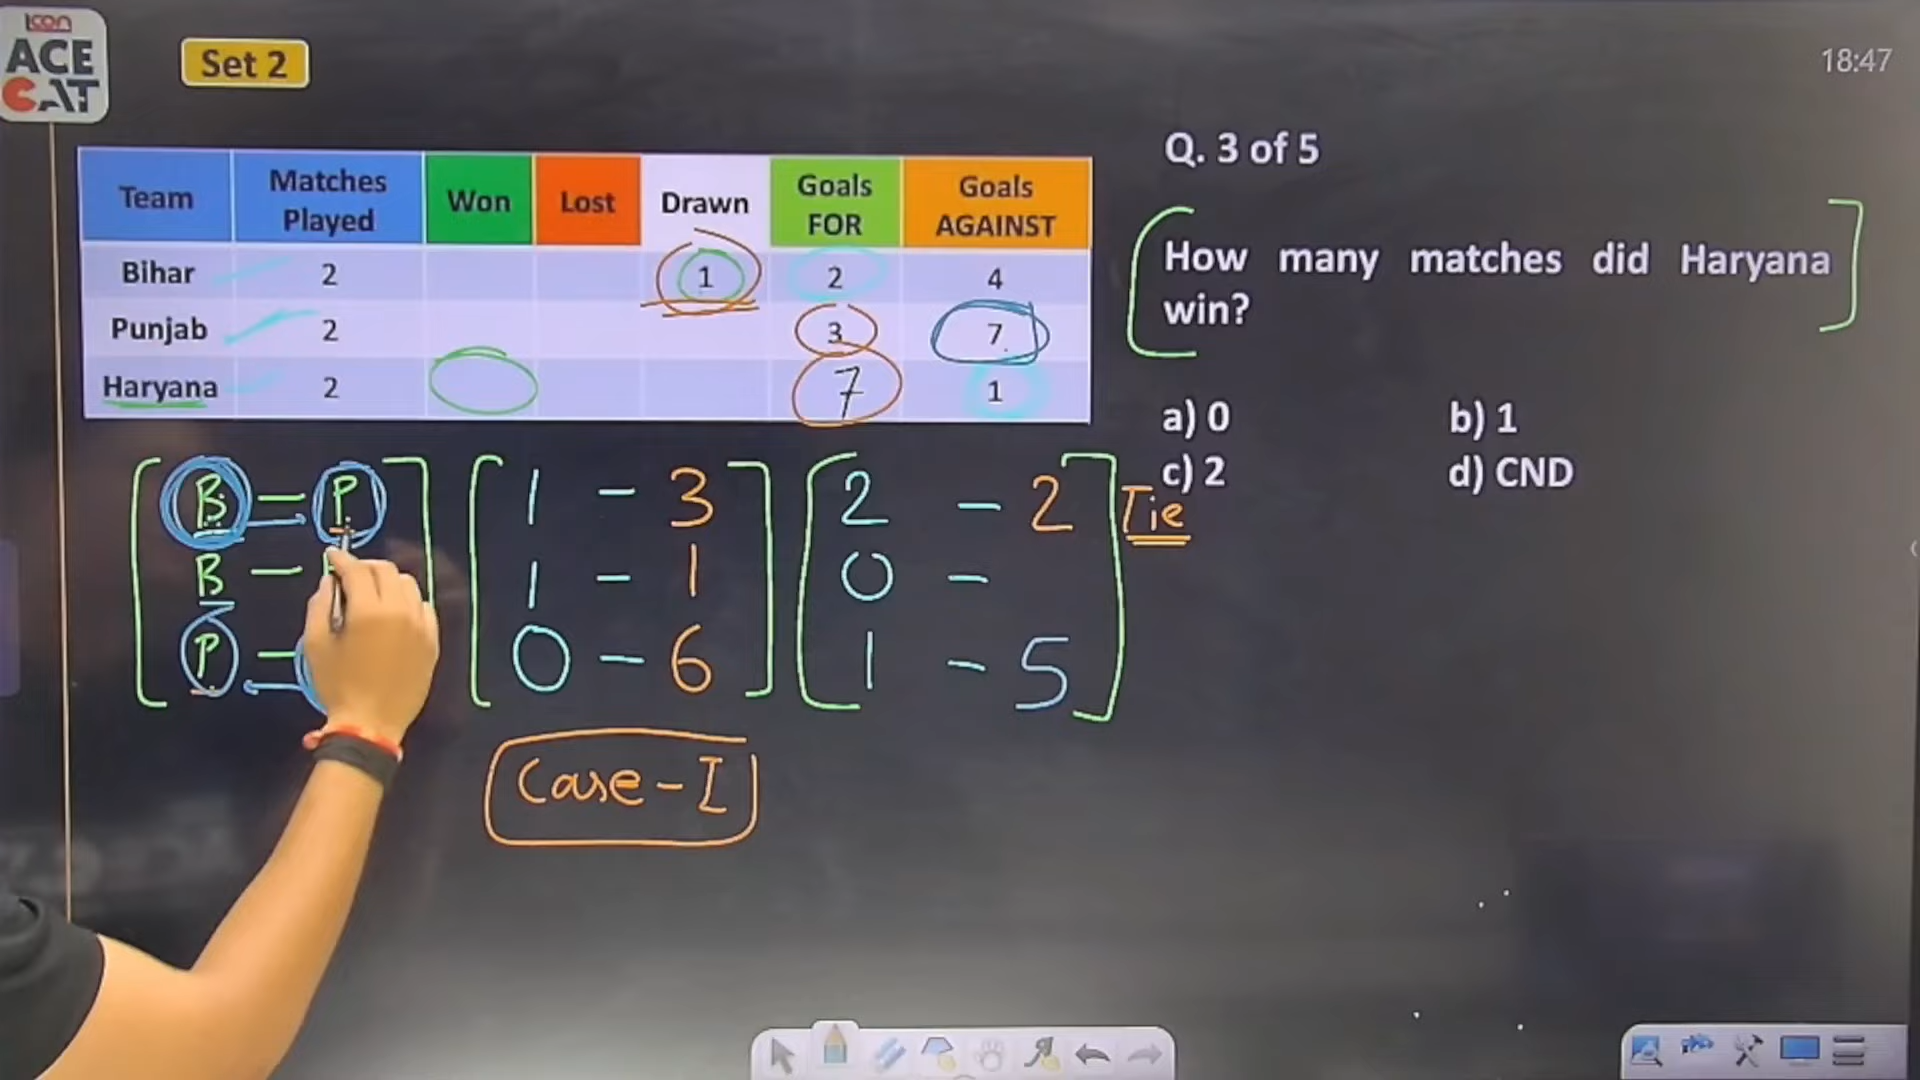 icon
ACE
CAT
Set 2
18:47
Team Matches Played Won Lost Drawn Goals FOR Goals AGAINST
Bihar 2 1 2 4
Punjab 2 3 7
Haryana 2 7 1
Q. 3 of 5
How many matches did Haryana
win?
a) 0 b) 1
c) 2 d) CND
B – P 1 – 3 2 – 2 Tie
B – 1 – 1 0 –
P – 0 – 6 1 – 5
Case - I